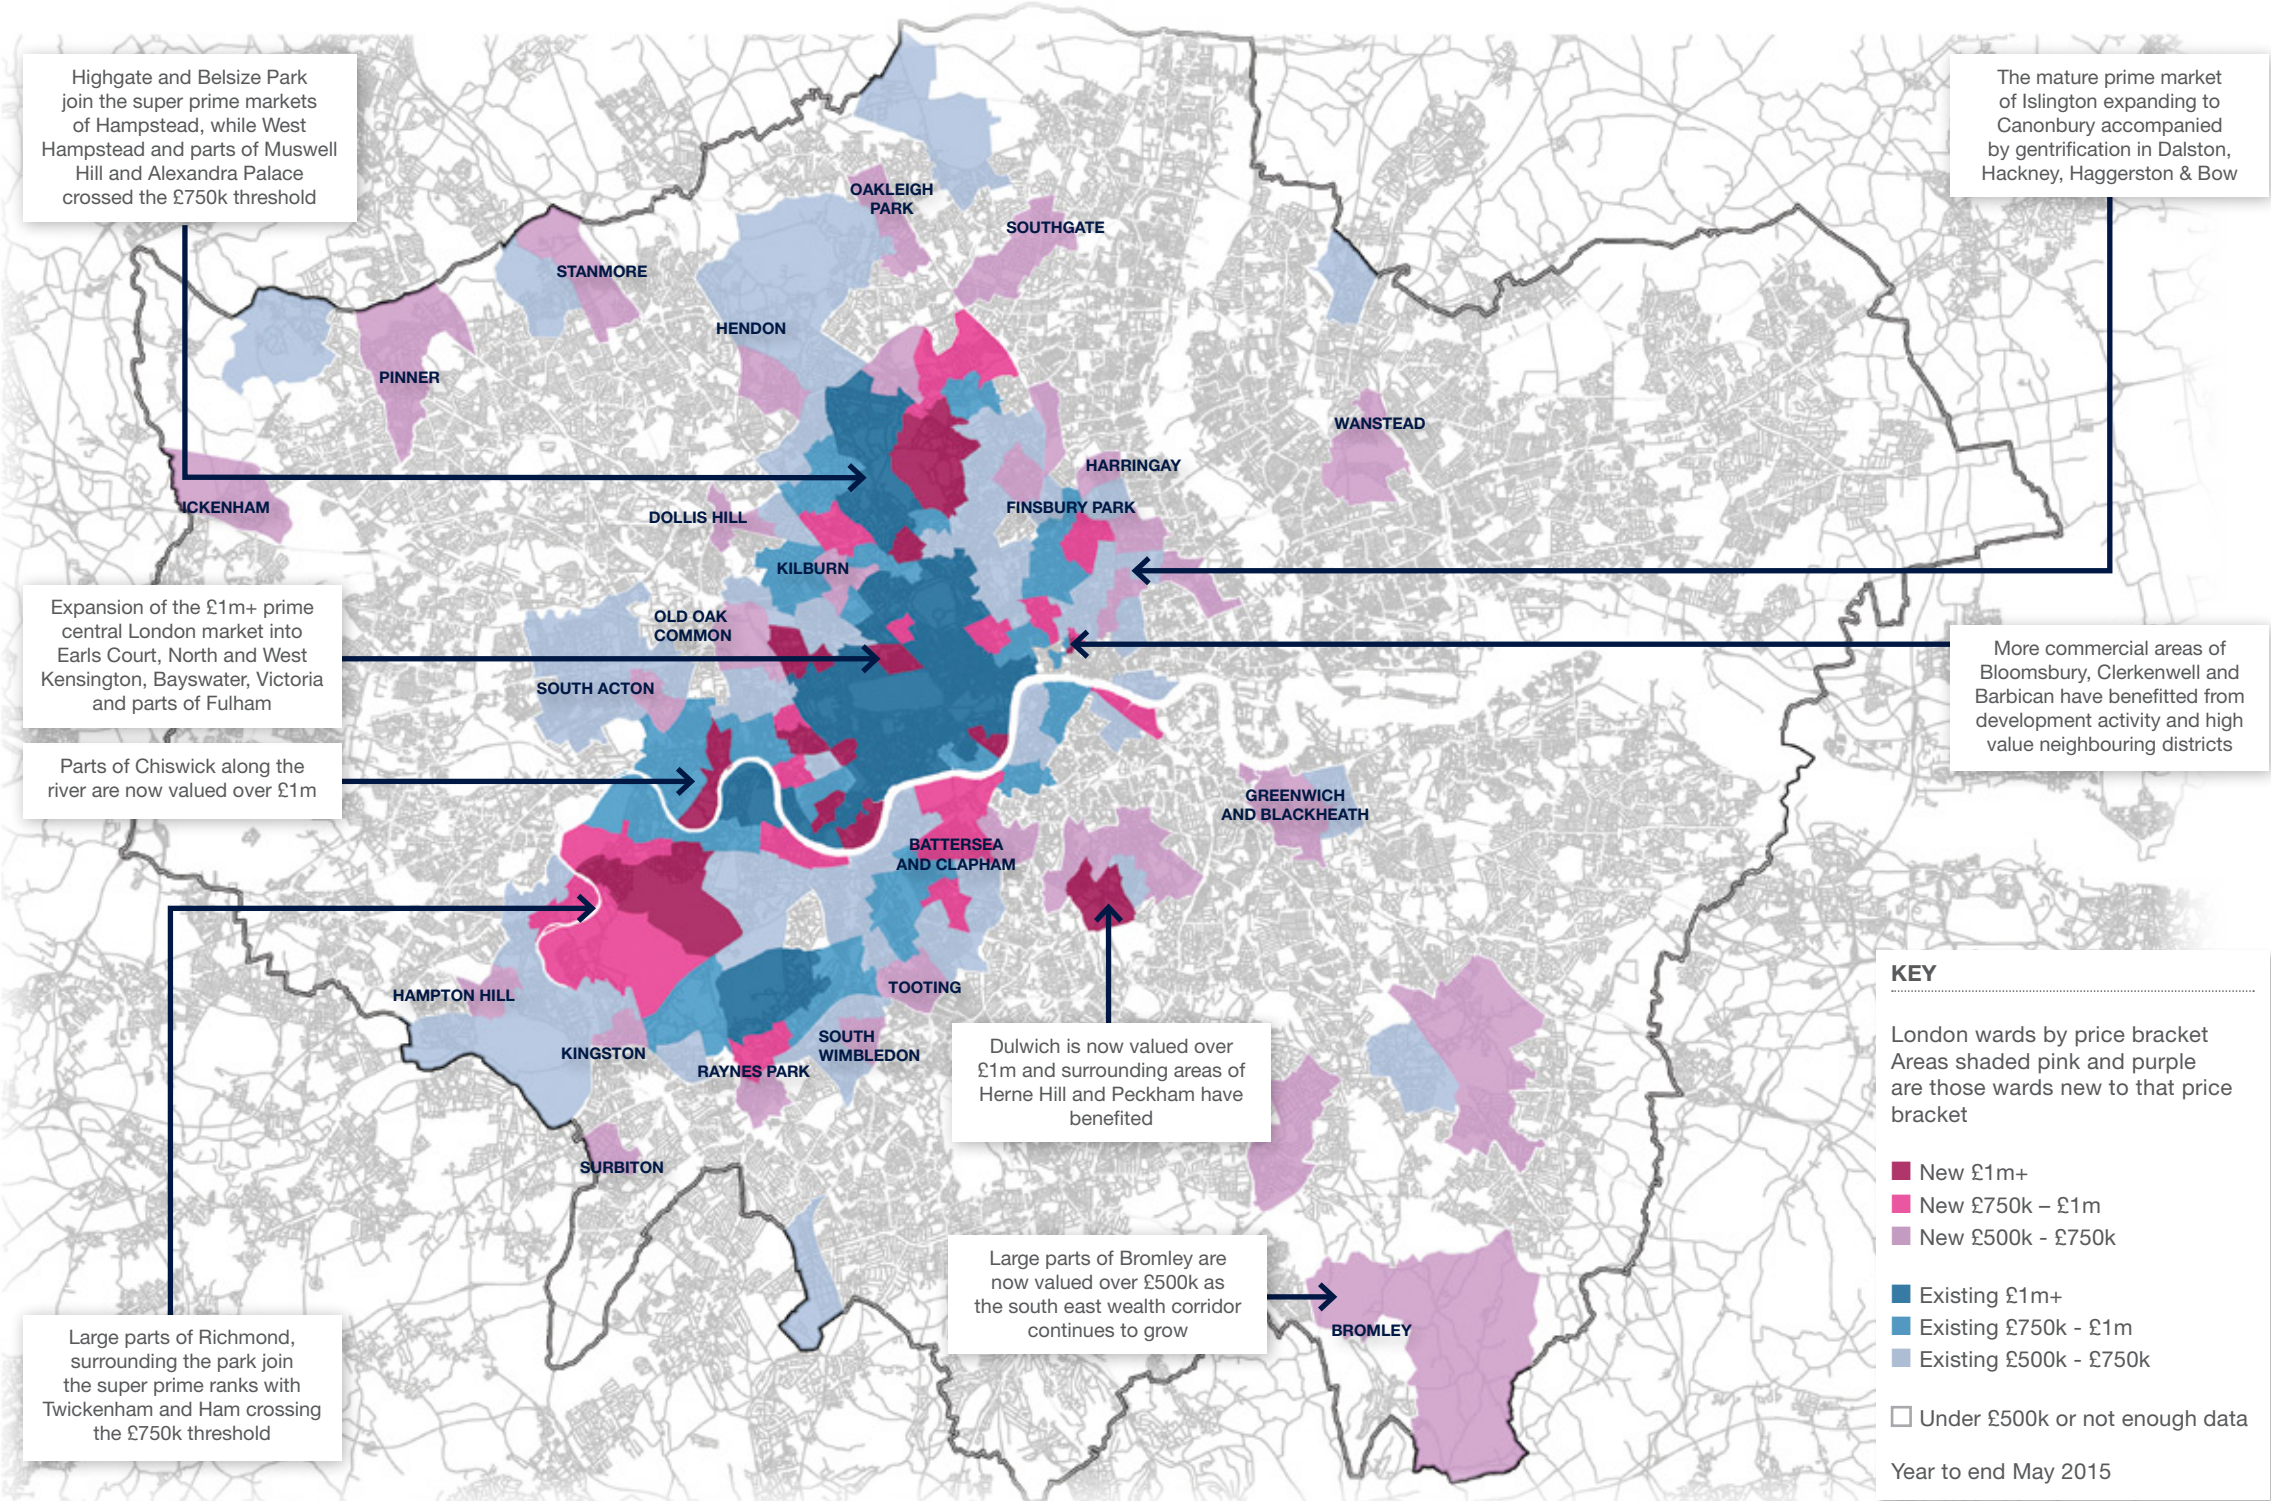 Highgate and Belsize Park
join the super prime markets
of Hampstead, while West
Hampstead and parts of Muswell
Hill and Alexandra Palace
crossed the £750k threshold
The mature prime market
of Islington expanding to
Canonbury accompanied
by gentrification in Dalston,
Hackney, Haggerston & Bow
OAKLEIGH
PARK
SOUTHGATE
STANMORE
HENDON
PINNER
WANSTEAD
HARRINGAY
ICKENHAM
FINSBURY PARK
DOLLIS HILL
KILBURN
Expansion of the £1m+ prime
central London market into
Earls Court, North and West
Kensington, Bayswater, Victoria
and parts of Fulham
OLD OAK
COMMON
SOUTH ACTON
More commercial areas of
Bloomsbury, Clerkenwell and
Barbican have benefitted from
development activity and high
value neighbouring districts
Parts of Chiswick along the
river are now valued over £1m
GREENWICH
AND BLACKHEATH
BATTERSEA
AND CLAPHAM
HAMPTON HILL
TOOTING
KINGSTON
SOUTH
WIMBLEDON
RAYNES PARK
Dulwich is now valued over
£1m and surrounding areas of
Herne Hill and Peckham have
benefited
SURBITON
Large parts of Bromley are
now valued over £500k as
the south east wealth corridor
continues to grow
BROMLEY
Large parts of Richmond,
surrounding the park join
the super prime ranks with
Twickenham and Ham crossing
the £750k threshold
KEY
London wards by price bracket
Areas shaded pink and purple
are those wards new to that price
bracket
New £1m+
New £750k – £1m
New £500k - £750k
Existing £1m+
Existing £750k - £1m
Existing £500k - £750k
Under £500k or not enough data
Year to end May 2015